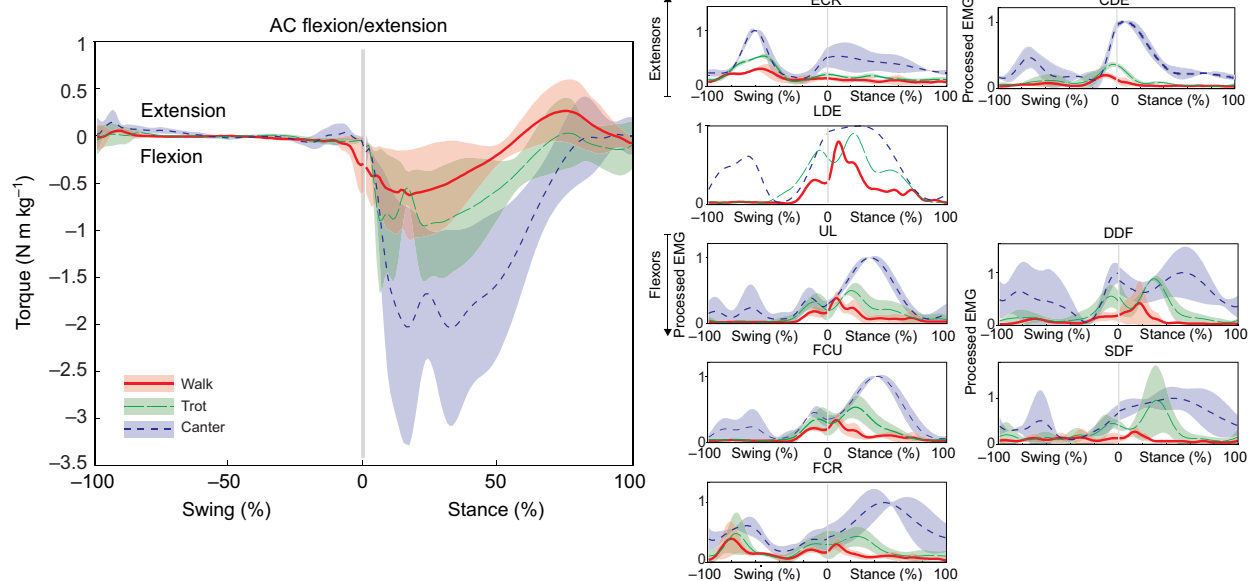 AC flexion/extension
Torque (N m kg⁻¹)
1
0.5
0
–0.5
–1
–1.5
–2
–2.5
–3
–3.5
Extension
Flexion
Walk
Trot
Canter
–100
–50
0
50
100
Swing (%)
Stance (%)
Extensors
ECR
1
0
–100 Swing (%) 0 Stance (%) 100
Processed EMG
CDE
1
0
–100 Swing (%) 0 Stance (%) 100
LDE
1
0
–100 Swing (%) 0 Stance (%) 100
Flexors
Processed EMG
UL
1
0
–100 Swing (%) 0 Stance (%) 100
Processed EMG
DDF
1
0
–100 Swing (%) 0 Stance (%) 100
FCU
1
0
–100 Swing (%) 0 Stance (%) 100
SDF
1
0
–100 Swing (%) 0 Stance (%) 100
FCR
1
0
–100 Swing (%) 0 Stance (%) 100